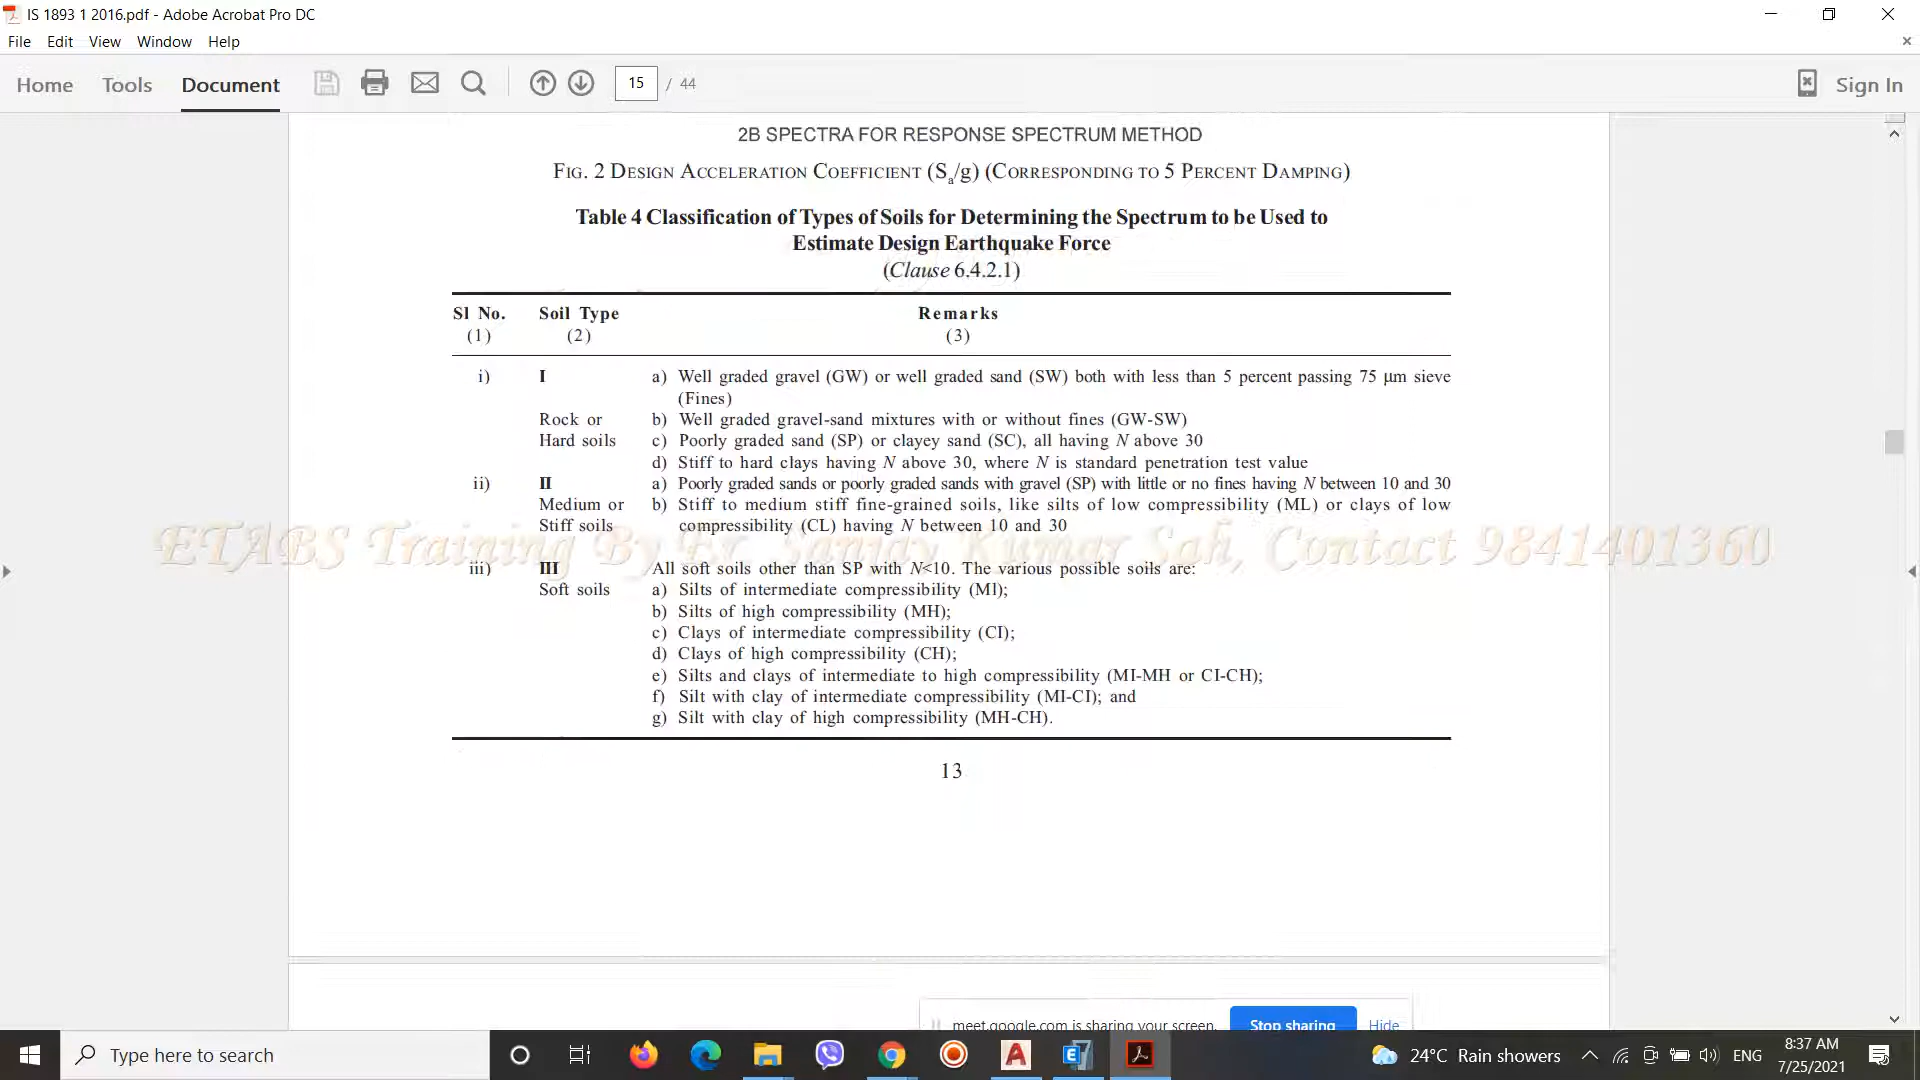 IS 1893 1 2016.pdf - Adobe Acrobat Pro DC
File Edit View Window Help
Home Tools Document 15 / 44 Sign In
2B SPECTRA FOR RESPONSE SPECTRUM METHOD
FIG. 2 DESIGN ACCELERATION COEFFICIENT (Sa/g) (CORRESPONDING TO 5 PERCENT DAMPING)
Table 4 Classification of Types of Soils for Determining the Spectrum to be Used to
Estimate Design Earthquake Force
(Clause 6.4.2.1)
Sl No. Soil Type Remarks
(1) (2) (3)
i) I a) Well graded gravel (GW) or well graded sand (SW) both with less than 5 percent passing 75 μm sieve
(Fines)
Rock or b) Well graded gravel-sand mixtures with or without fines (GW-SW)
Hard soils c) Poorly graded sand (SP) or clayey sand (SC), all having N above 30
d) Stiff to hard clays having N above 30, where N is standard penetration test value
ii) II a) Poorly graded sands or poorly graded sands with gravel (SP) with little or no fines having N between 10 and 30
Medium or b) Stiff to medium stiff fine-grained soils, like silts of low compressibility (ML) or clays of low
Stiff soils compressibility (CL) having N between 10 and 30
ETABS Training By Er. Sanjay Kumar Sah, Contact 9841401360
iii) III All soft soils other than SP with N<10. The various possible soils are:
Soft soils a) Silts of intermediate compressibility (MI);
b) Silts of high compressibility (MH);
c) Clays of intermediate compressibility (CI);
d) Clays of high compressibility (CH);
e) Silts and clays of intermediate to high compressibility (MI-MH or CI-CH);
f) Silt with clay of intermediate compressibility (MI-CI); and
g) Silt with clay of high compressibility (MH-CH).
13
meet.google.com is sharing your screen. Stop sharing Hide
Type here to search 24°C Rain showers ENG 8:37 AM
7/25/2021